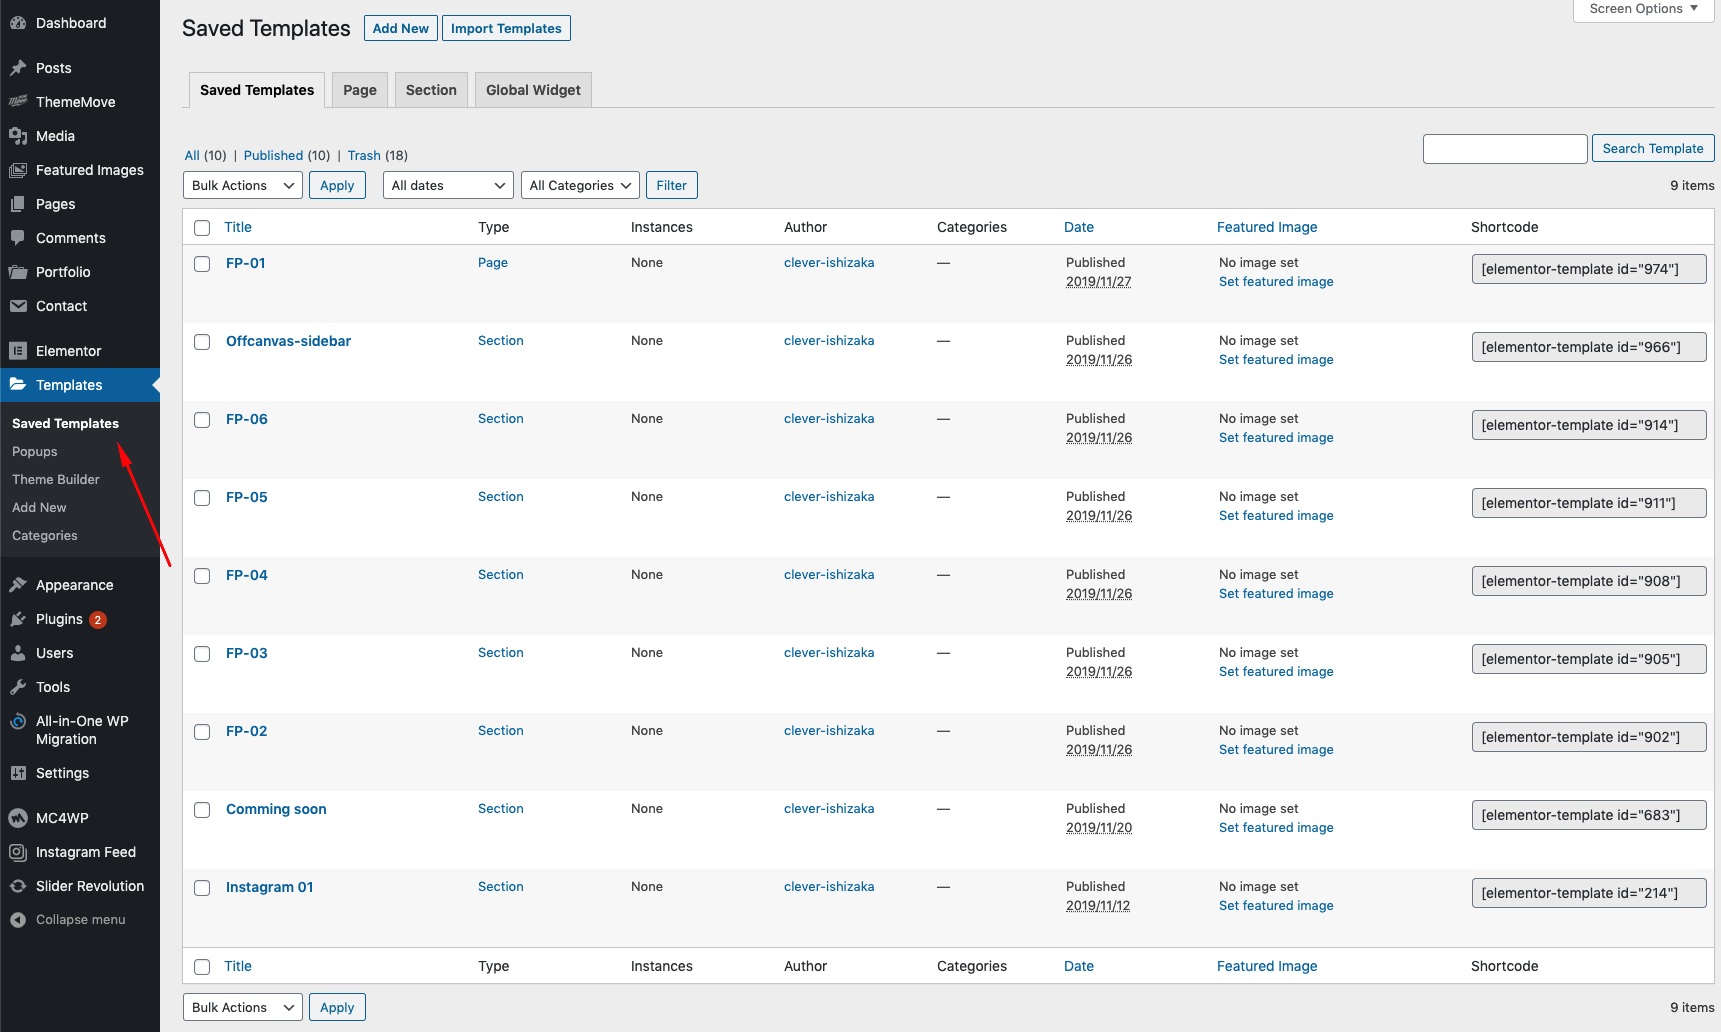 Dashboard
Posts
ThemeMove
Media
Featured Images
Pages
Comments
Portfolio
Contact
Elementor
Templates
Saved Templates
Popups
Theme Builder
Add New
Categories
Appearance
Plugins 2
Users
Tools
All-in-One WP
Migration
Settings
MC4WP
Instagram Feed
Slider Revolution
Collapse menu
Screen Options
Saved Templates Add New Import Templates
Saved Templates Page Section Global Widget
All (10) | Published (10) | Trash (18)
Search Template
Bulk Actions Apply All dates All Categories Filter
9 items
Title Type Instances Author Categories Date Featured Image Shortcode
FP-01 Page None clever-ishizaka — Published No image set [elementor-template id="974"]
2019/11/27 Set featured image
Offcanvas-sidebar Section None clever-ishizaka — Published No image set [elementor-template id="966"]
2019/11/26 Set featured image
FP-06 Section None clever-ishizaka — Published No image set [elementor-template id="914"]
2019/11/26 Set featured image
FP-05 Section None clever-ishizaka — Published No image set [elementor-template id="911"]
2019/11/26 Set featured image
FP-04 Section None clever-ishizaka — Published No image set [elementor-template id="908"]
2019/11/26 Set featured image
FP-03 Section None clever-ishizaka — Published No image set [elementor-template id="905"]
2019/11/26 Set featured image
FP-02 Section None clever-ishizaka — Published No image set [elementor-template id="902"]
2019/11/26 Set featured image
Comming soon Section None clever-ishizaka — Published No image set [elementor-template id="683"]
2019/11/20 Set featured image
Instagram 01 Section None clever-ishizaka — Published No image set [elementor-template id="214"]
2019/11/12 Set featured image
Title Type Instances Author Categories Date Featured Image Shortcode
Bulk Actions Apply
9 items